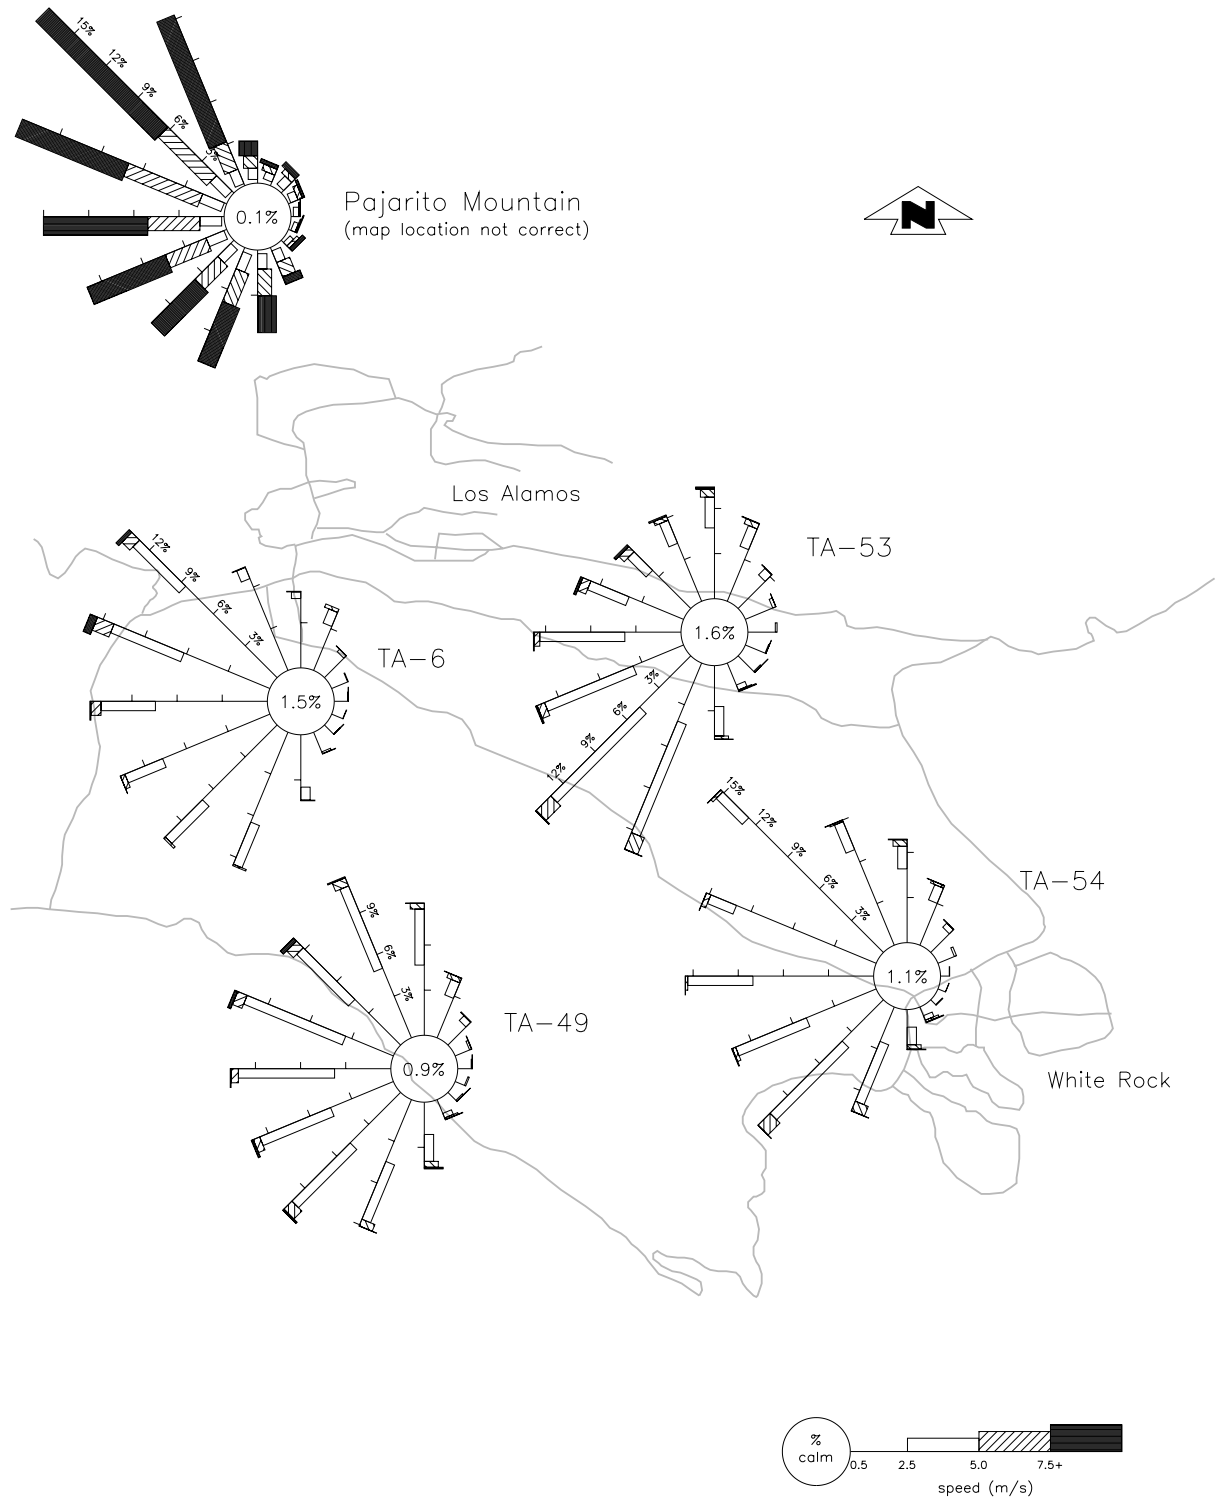 15%
12%
9%
6%
3%
0.1%
Pajarito Mountain
(map location not correct)
N
Los Alamos
TA-53
12%
9%
6%
3%
1.6%
TA-6
1.5%
3%
6%
9%
12%
15%
12%
9%
6%
3%
TA-54
1.1%
9%
6%
3%
TA-49
0.9%
White Rock
%
calm
0.5 2.5 5.0 7.5+
speed (m/s)